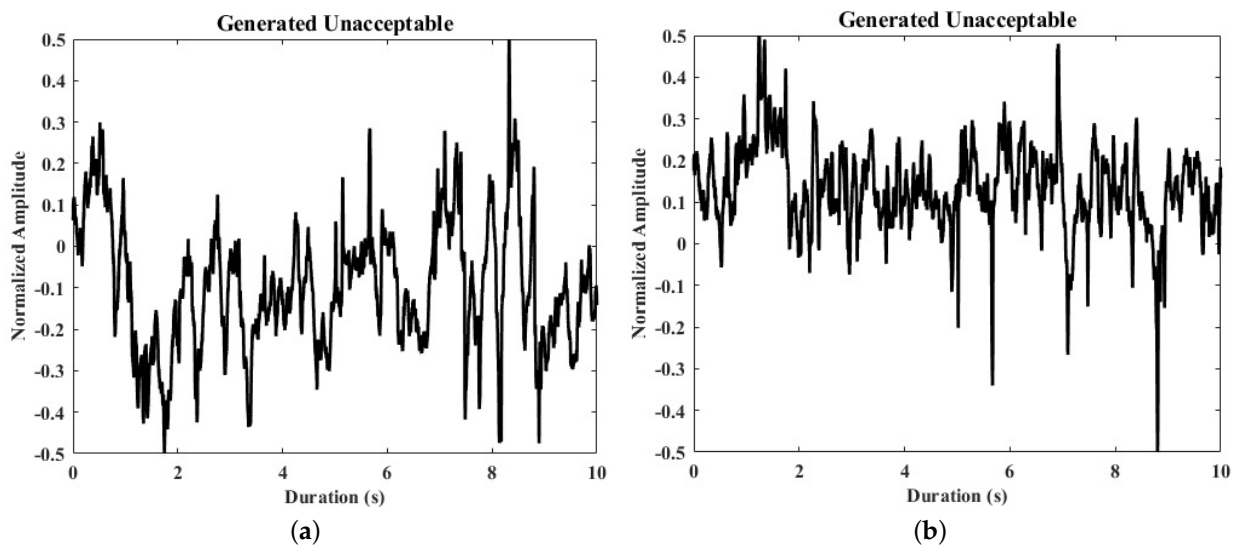 Generated Unacceptable
0.5
0.4
0.3
0.2
0.1
0
-0.1
-0.2
-0.3
-0.4
-0.5
Normalized Amplitude
0 2 4 6 8 10
Duration (s)
(a)
Generated Unacceptable
0.5
0.4
0.3
0.2
0.1
0
-0.1
-0.2
-0.3
-0.4
-0.5
Normalized Amplitude
0 2 4 6 8 10
Duration (s)
(b)